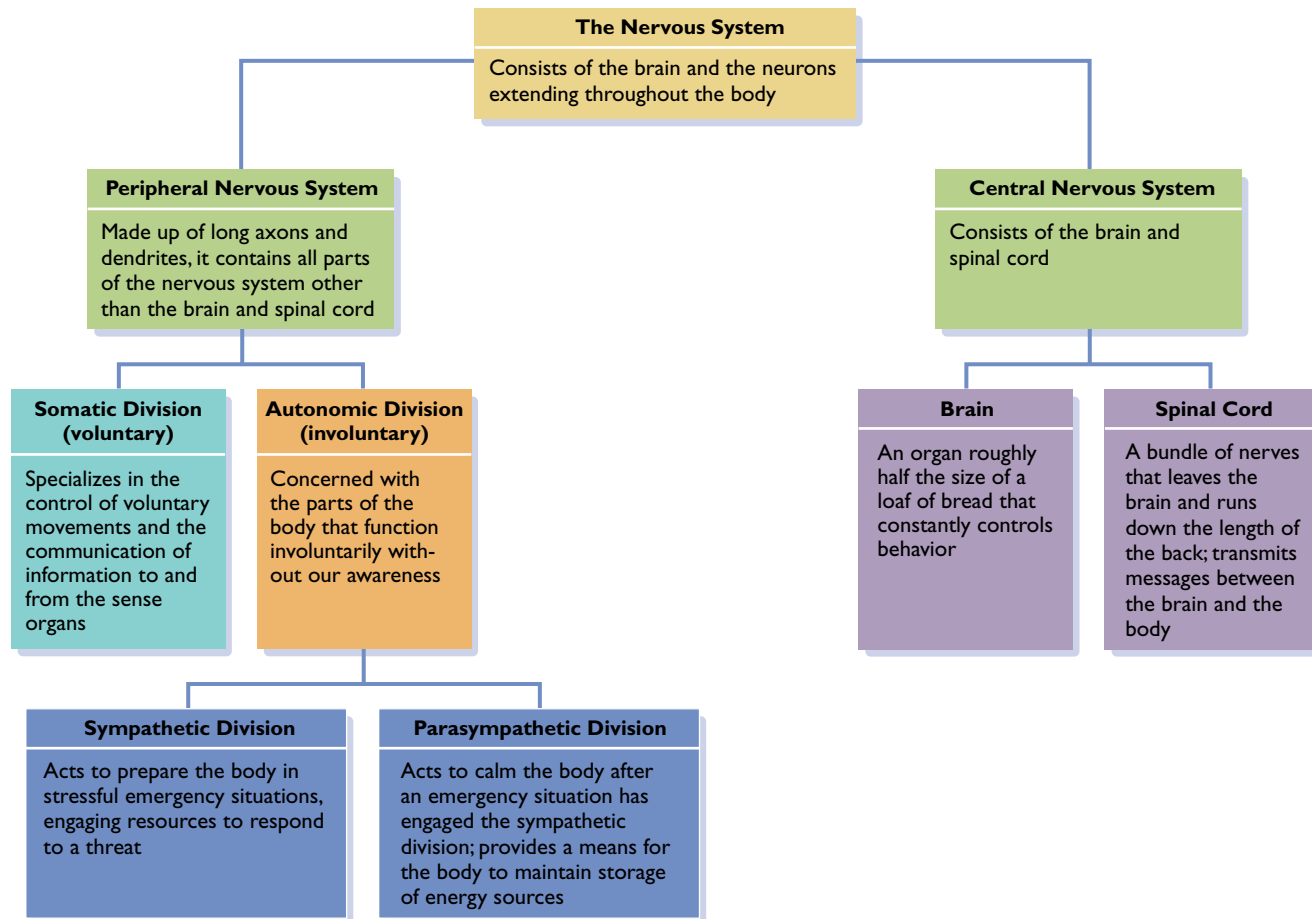 The Nervous System
Consists of the brain and the neurons
extending throughout the body
Peripheral Nervous System
Made up of long axons and
dendrites, it contains all parts
of the nervous system other
than the brain and spinal cord
Central Nervous System
Consists of the brain and
spinal cord
Somatic Division
(voluntary)
Specializes in the
control of voluntary
movements and the
communication of
information to and
from the sense
organs
Autonomic Division
(involuntary)
Concerned with
the parts of the
body that function
involuntarily with-
out our awareness
Brain
An organ roughly
half the size of a
loaf of bread that
constantly controls
behavior
Spinal Cord
A bundle of nerves
that leaves the
brain and runs
down the length of
the back; transmits
messages between
the brain and the
body
Sympathetic Division
Acts to prepare the body in
stressful emergency situations,
engaging resources to respond
to a threat
Parasympathetic Division
Acts to calm the body after
an emergency situation has
engaged the sympathetic
division; provides a means for
the body to maintain storage
of energy sources